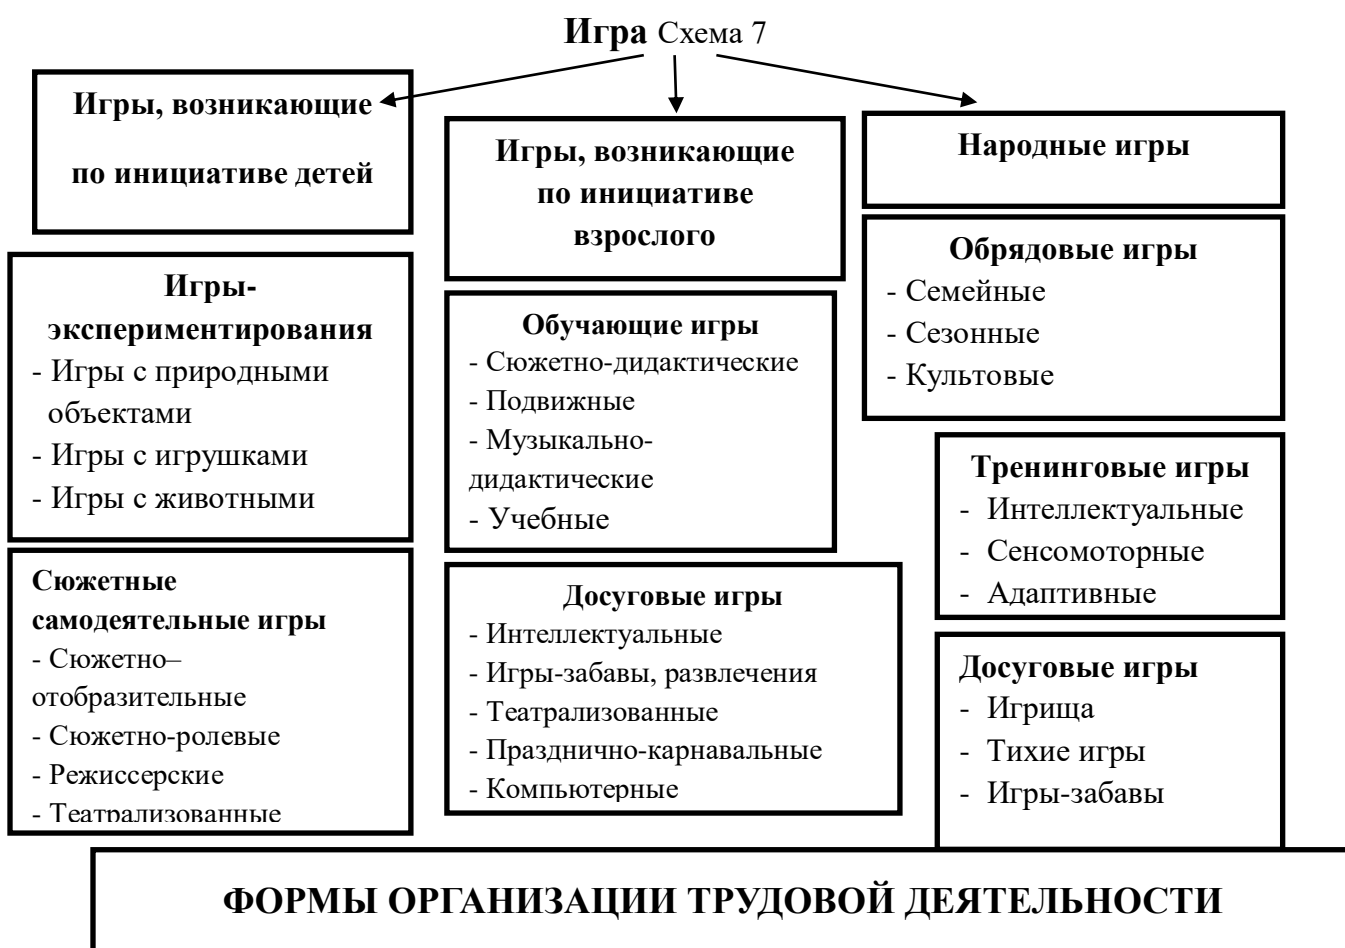 Игра Схема 7
Игры, возникающие
по инициативе детей
Игры-
экспериментирования
- Игры с природными
объектами
- Игры с игрушками
- Игры с животными
Сюжетные
самодеятельные игры
- Сюжетно–
отобразительные
- Сюжетно-ролевые
- Режиссерские
- Театрализованные
Игры, возникающие
по инициативе
взрослого
Обучающие игры
- Сюжетно-дидактические
- Подвижные
- Музыкально-
дидактические
- Учебные
Досуговые игры
- Интеллектуальные
- Игры-забавы, развлечения
- Театрализованные
- Празднично-карнавальные
- Компьютерные
Народные игры
Обрядовые игры
- Семейные
- Сезонные
- Культовые
Тренинговые игры
- Интеллектуальные
- Сенсомоторные
- Адаптивные
Досуговые игры
- Игрища
- Тихие игры
- Игры-забавы
ФОРМЫ ОРГАНИЗАЦИИ ТРУДОВОЙ ДЕЯТЕЛЬНОСТИ